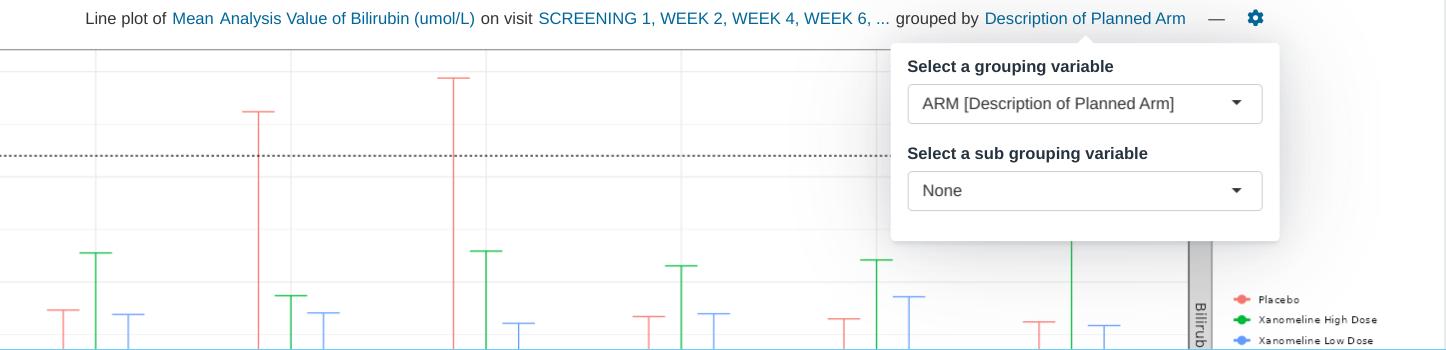 Line plot of Mean Analysis Value of Bilirubin (umol/L) on visit SCREENING 1, WEEK 2, WEEK 4, WEEK 6, ... grouped by Description of Planned Arm —
Select a grouping variable
ARM [Description of Planned Arm]
Select a sub grouping variable
None
Bilirub
Placebo
Xanomeline High Dose
Xanomeline Low Dose